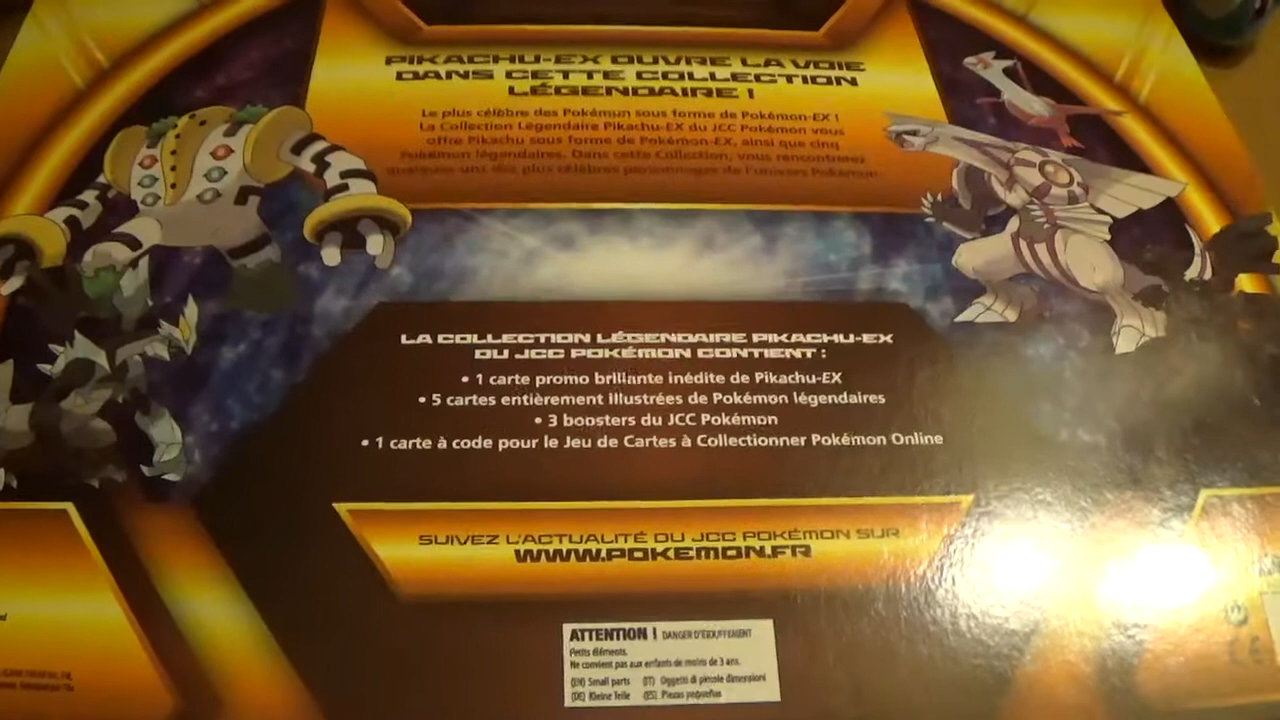 PIKACHU-EX OUVRE LA VOIE
DANS CETTE COLLECTION
LÉGENDAIRE !
Le plus célèbre des Pokémon sous forme de Pokémon-EX !
La Collection Légendaire Pikachu-EX du JCC Pokémon vous
offre Pikachu sous forme de Pokémon-EX, ainsi que cinq
Pokémon légendaires. Dans cette Collection, vous rencontrerez
quelques-uns des plus célèbres personnages de l'univers Pokémon.
LA COLLECTION LÉGENDAIRE PIKACHU-EX
DU JCC POKÉMON CONTIENT :
• 1 carte promo brillante inédite de Pikachu-EX
• 5 cartes entièrement illustrées de Pokémon légendaires
• 3 boosters du JCC Pokémon
• 1 carte à code pour le Jeu de Cartes à Collectionner Pokémon Online
SUIVEZ L'ACTUALITÉ DU JCC POKÉMON SUR
WWW.POKEMON.FR
ATTENTION ! DANGER D'ÉTOUFFEMENT
Petits éléments.
Ne convient pas aux enfants de moins de 3 ans.
(EN) Small parts (IT) Oggetti di piccole dimensioni
(DE) Kleine Teile (ES) Piezas pequeñas